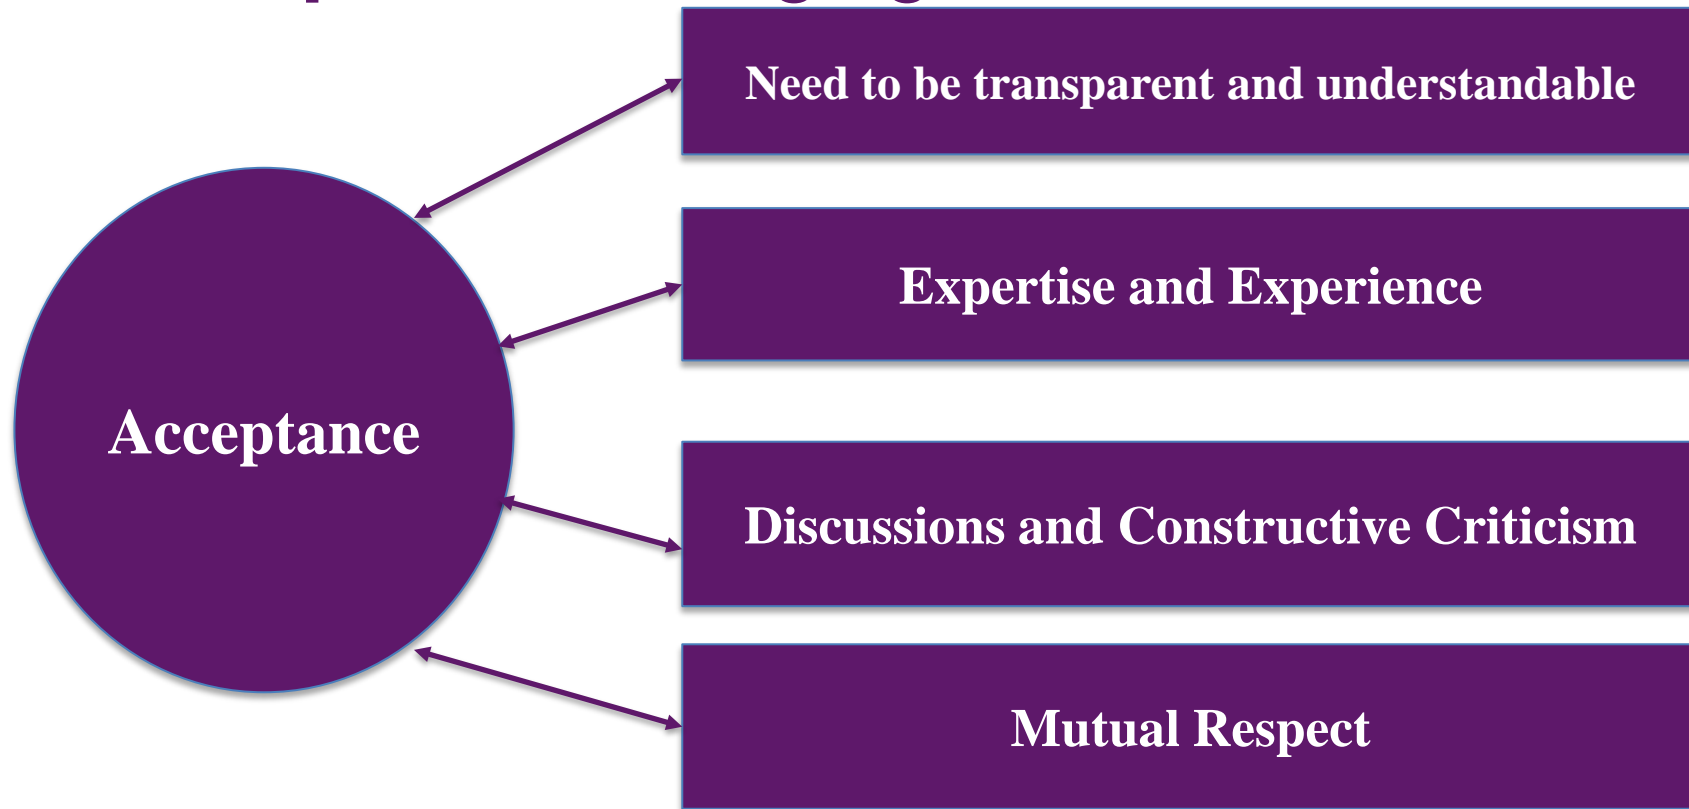 Need to be transparent and understandable
Expertise and Experience
Acceptance
Discussions and Constructive Criticism
Mutual Respect